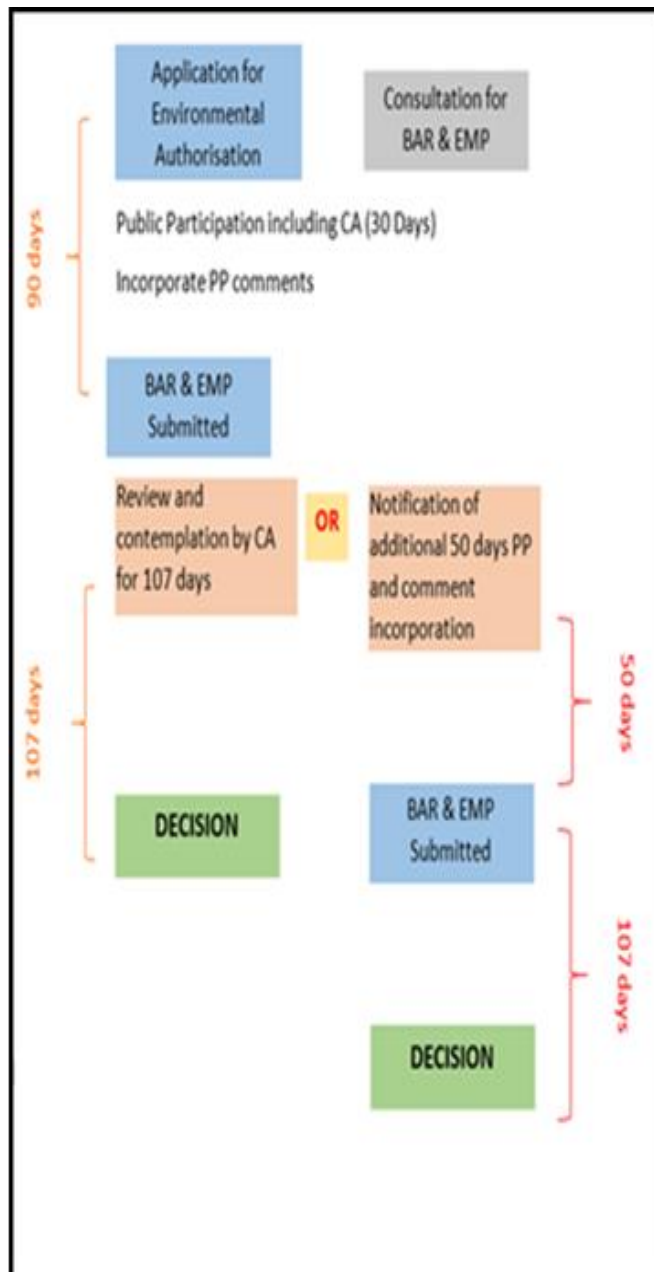 Application for
Environmental
Authorisation
Consultation for
BAR & EMP
90 days
Public Participation including CA (30 Days)
Incorporate PP comments
BAR & EMP
Submitted
Review and
contemplation by CA
for 107 days
OR
Notification of
additional 50 days PP
and comment
incorporation
107 days
50 days
DECISION
BAR & EMP
Submitted
107 days
DECISION